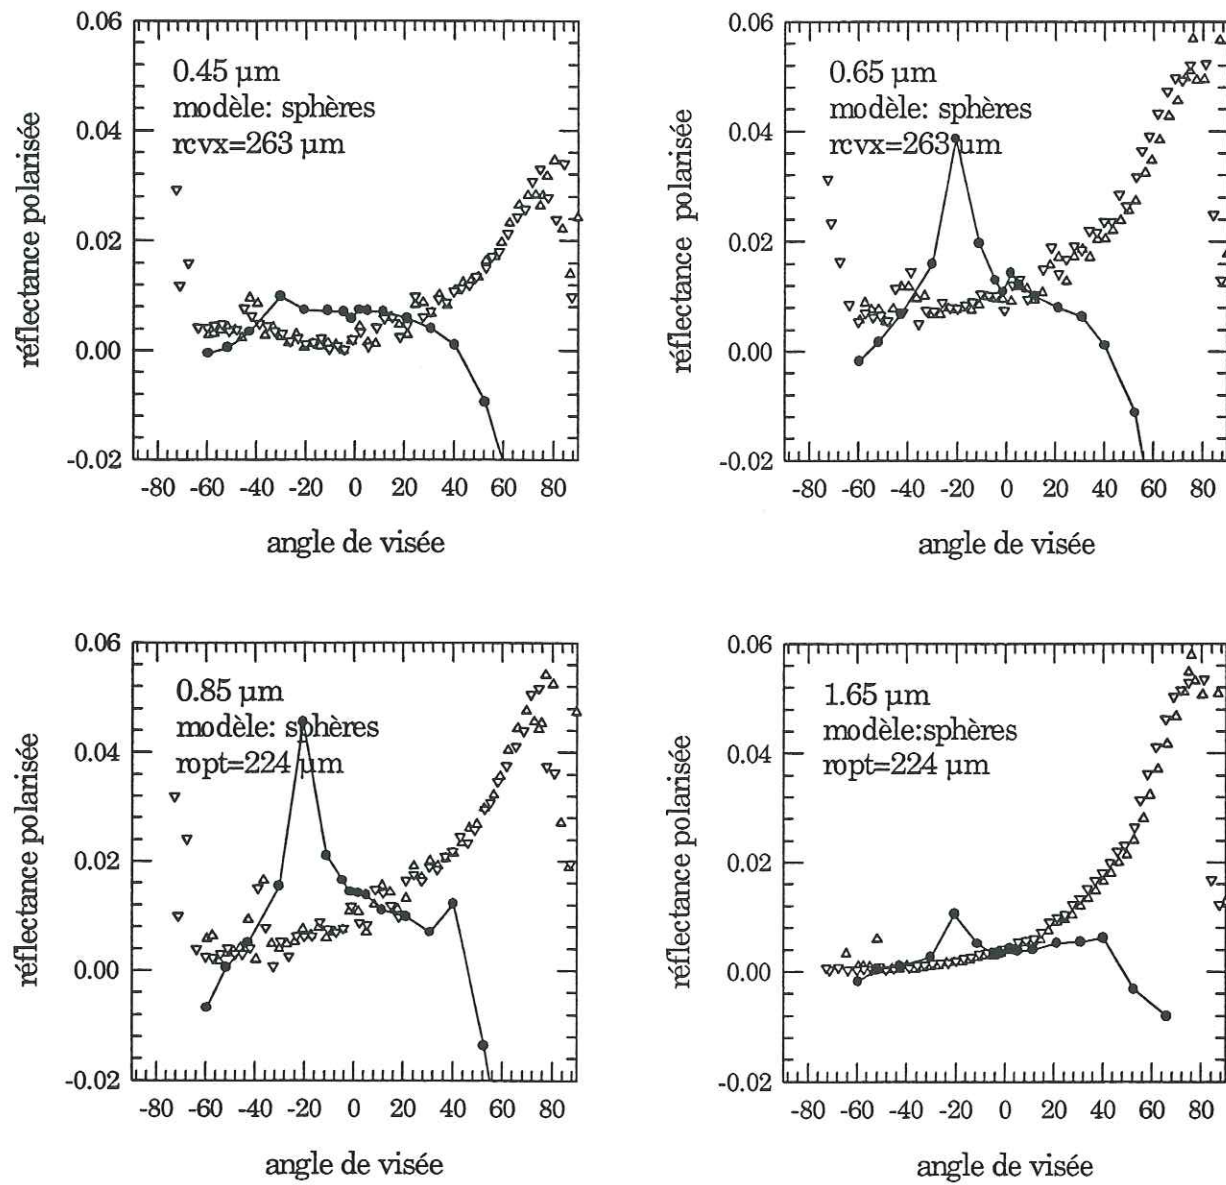 0.06
0.04
0.02
0.00
-0.02
réflectance polarisée
0.45 µm
modèle: sphères
rcvx=263 µm
-80 -60 -40 -20 0 20 40 60 80
angle de visée
0.06
0.04
0.02
0.00
-0.02
réflectance polarisée
0.65 µm
modèle: sphères
rcvx=263 µm
-80 -60 -40 -20 0 20 40 60 80
angle de visée
0.06
0.04
0.02
0.00
-0.02
réflectance polarisée
0.85 µm
modèle: sphères
ropt=224 µm
-80 -60 -40 -20 0 20 40 60 80
angle de visée
0.06
0.04
0.02
0.00
-0.02
réflectance polarisée
1.65 µm
modèle:sphères
ropt=224 µm
-80 -60 -40 -20 0 20 40 60 80
angle de visée